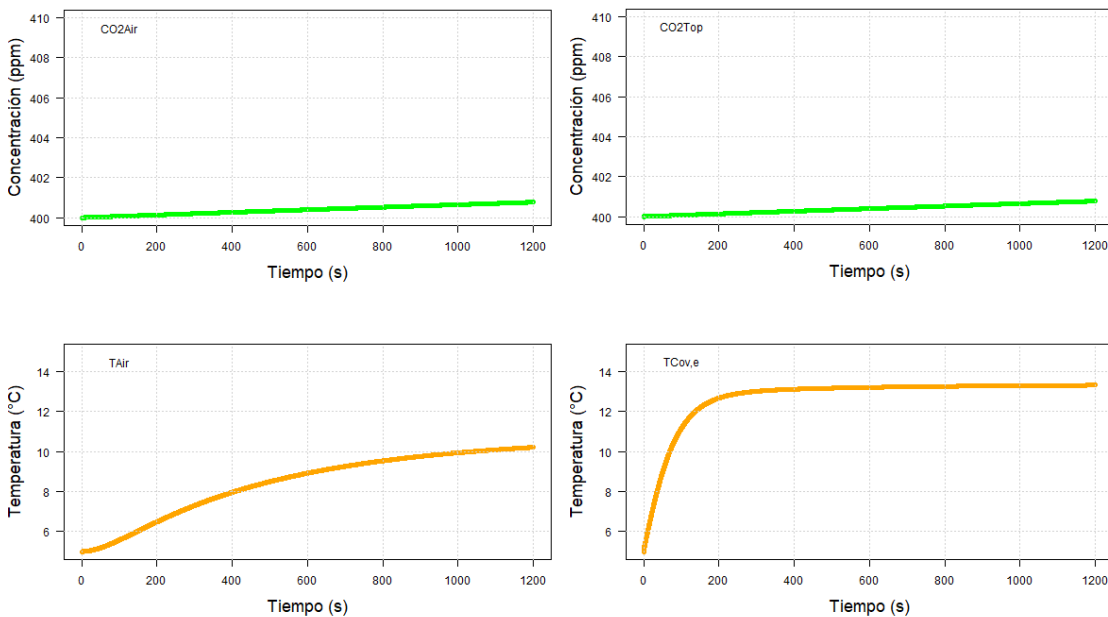 CO2Air
Concentración (ppm)
410
408
406
404
402
400
0 200 400 600 800 1000 1200
Tiempo (s)
CO2Top
Concentración (ppm)
410
408
406
404
402
400
0 200 400 600 800 1000 1200
Tiempo (s)
TAir
Temperatura (°C)
14
12
10
8
6
0 200 400 600 800 1000 1200
Tiempo (s)
TCov,e
Temperatura (°C)
14
12
10
8
6
0 200 400 600 800 1000 1200
Tiempo (s)